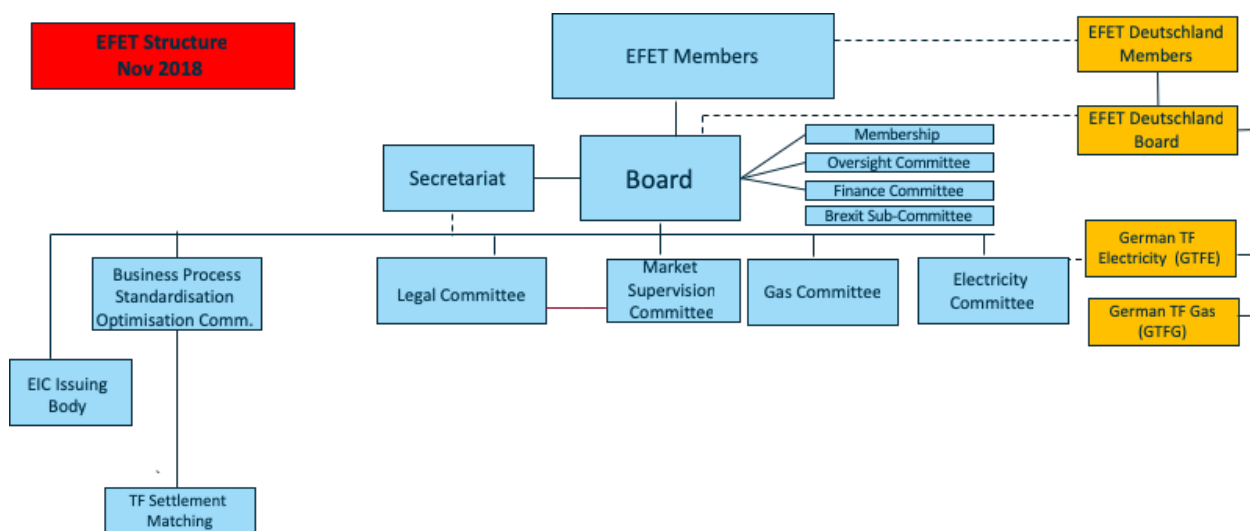 EFET Structure
Nov 2018
EFET Members
EFET Deutschland
Members
EFET Deutschland
Board
Membership
Oversight Committee
Finance Committee
Brexit Sub-Committee
Secretariat
Board
German TF
Electricity (GTFE)
German TF Gas
(GTFG)
Business Process
Standardisation
Optimisation Comm.
Legal Committee
Market
Supervision
Committee
Gas Committee
Electricity
Committee
EIC Issuing
Body
TF Settlement
Matching